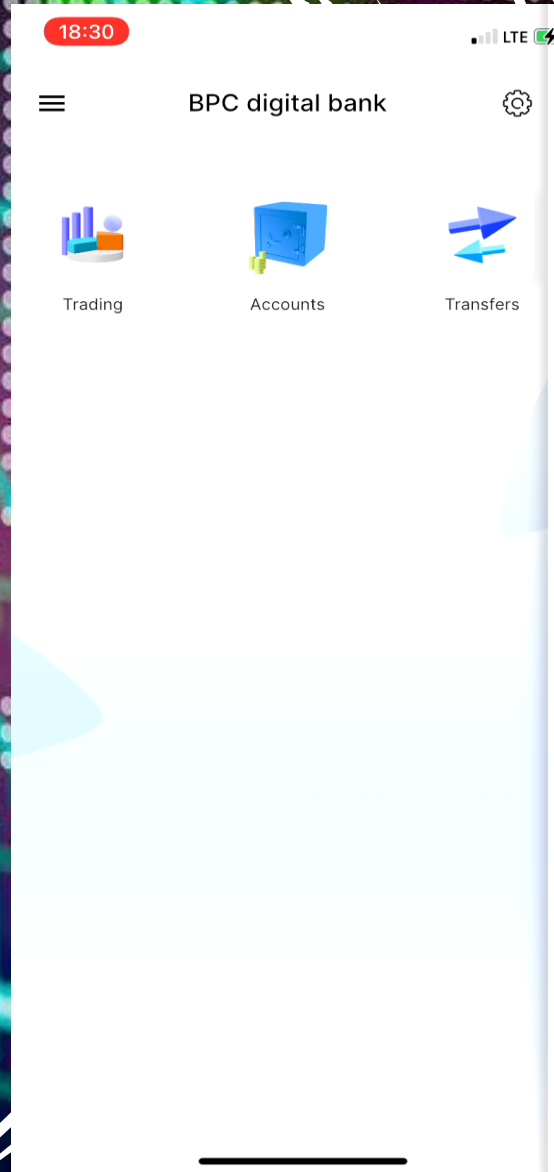 18:30
LTE
BPC digital bank
Trading
Accounts
Transfers